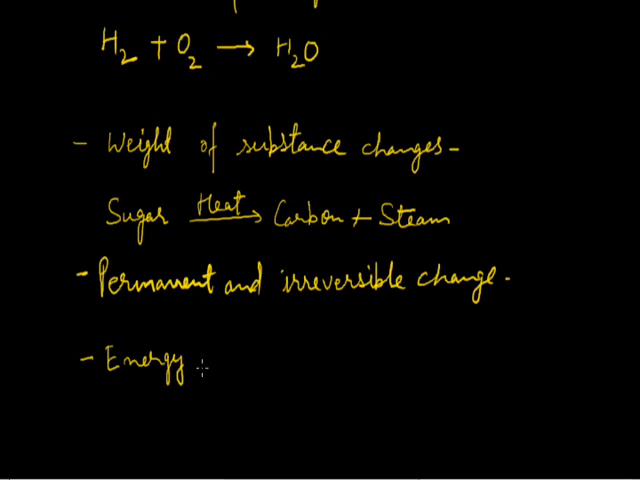 H₂ + O₂ → H₂O
- Weight of substance changes -
Sugar Heat→ Carbon + Steam
- Permanent and irreversible change.
- Energy